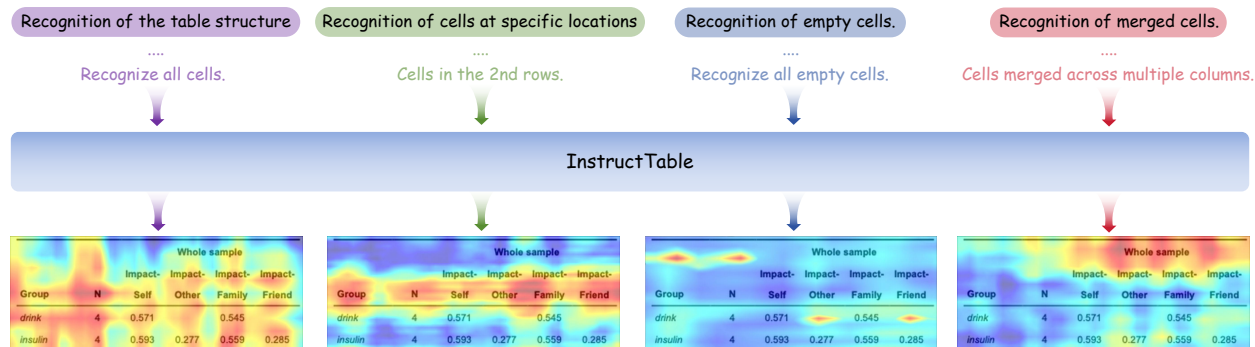 Recognition of the table structure
....
Recognize all cells.
Recognition of cells at specific locations
....
Cells in the 2nd rows.
Recognition of empty cells.
....
Recognize all empty cells.
Recognition of merged cells.
....
Cells merged across multiple columns.
InstructTable
Whole sample
Impact- Impact- Impact- Impact-
Group N Self Other Family Friend
drink 4 0.571 0.545
insulin 4 0.593 0.277 0.559 0.285
Whole sample
Impact- Impact- Impact- Impact-
Group N Self Other Family Friend
drink 4 0.571 0.545
insulin 4 0.593 0.277 0.559 0.285
Whole sample
Impact- Impact- Impact- Impact-
Group N Self Other Family Friend
drink 4 0.571 0.545
insulin 4 0.593 0.277 0.559 0.285
Whole sample
Impact- Impact- Impact- Impact-
Group N Self Other Family Friend
drink 4 0.571 0.545
insulin 4 0.593 0.277 0.559 0.285